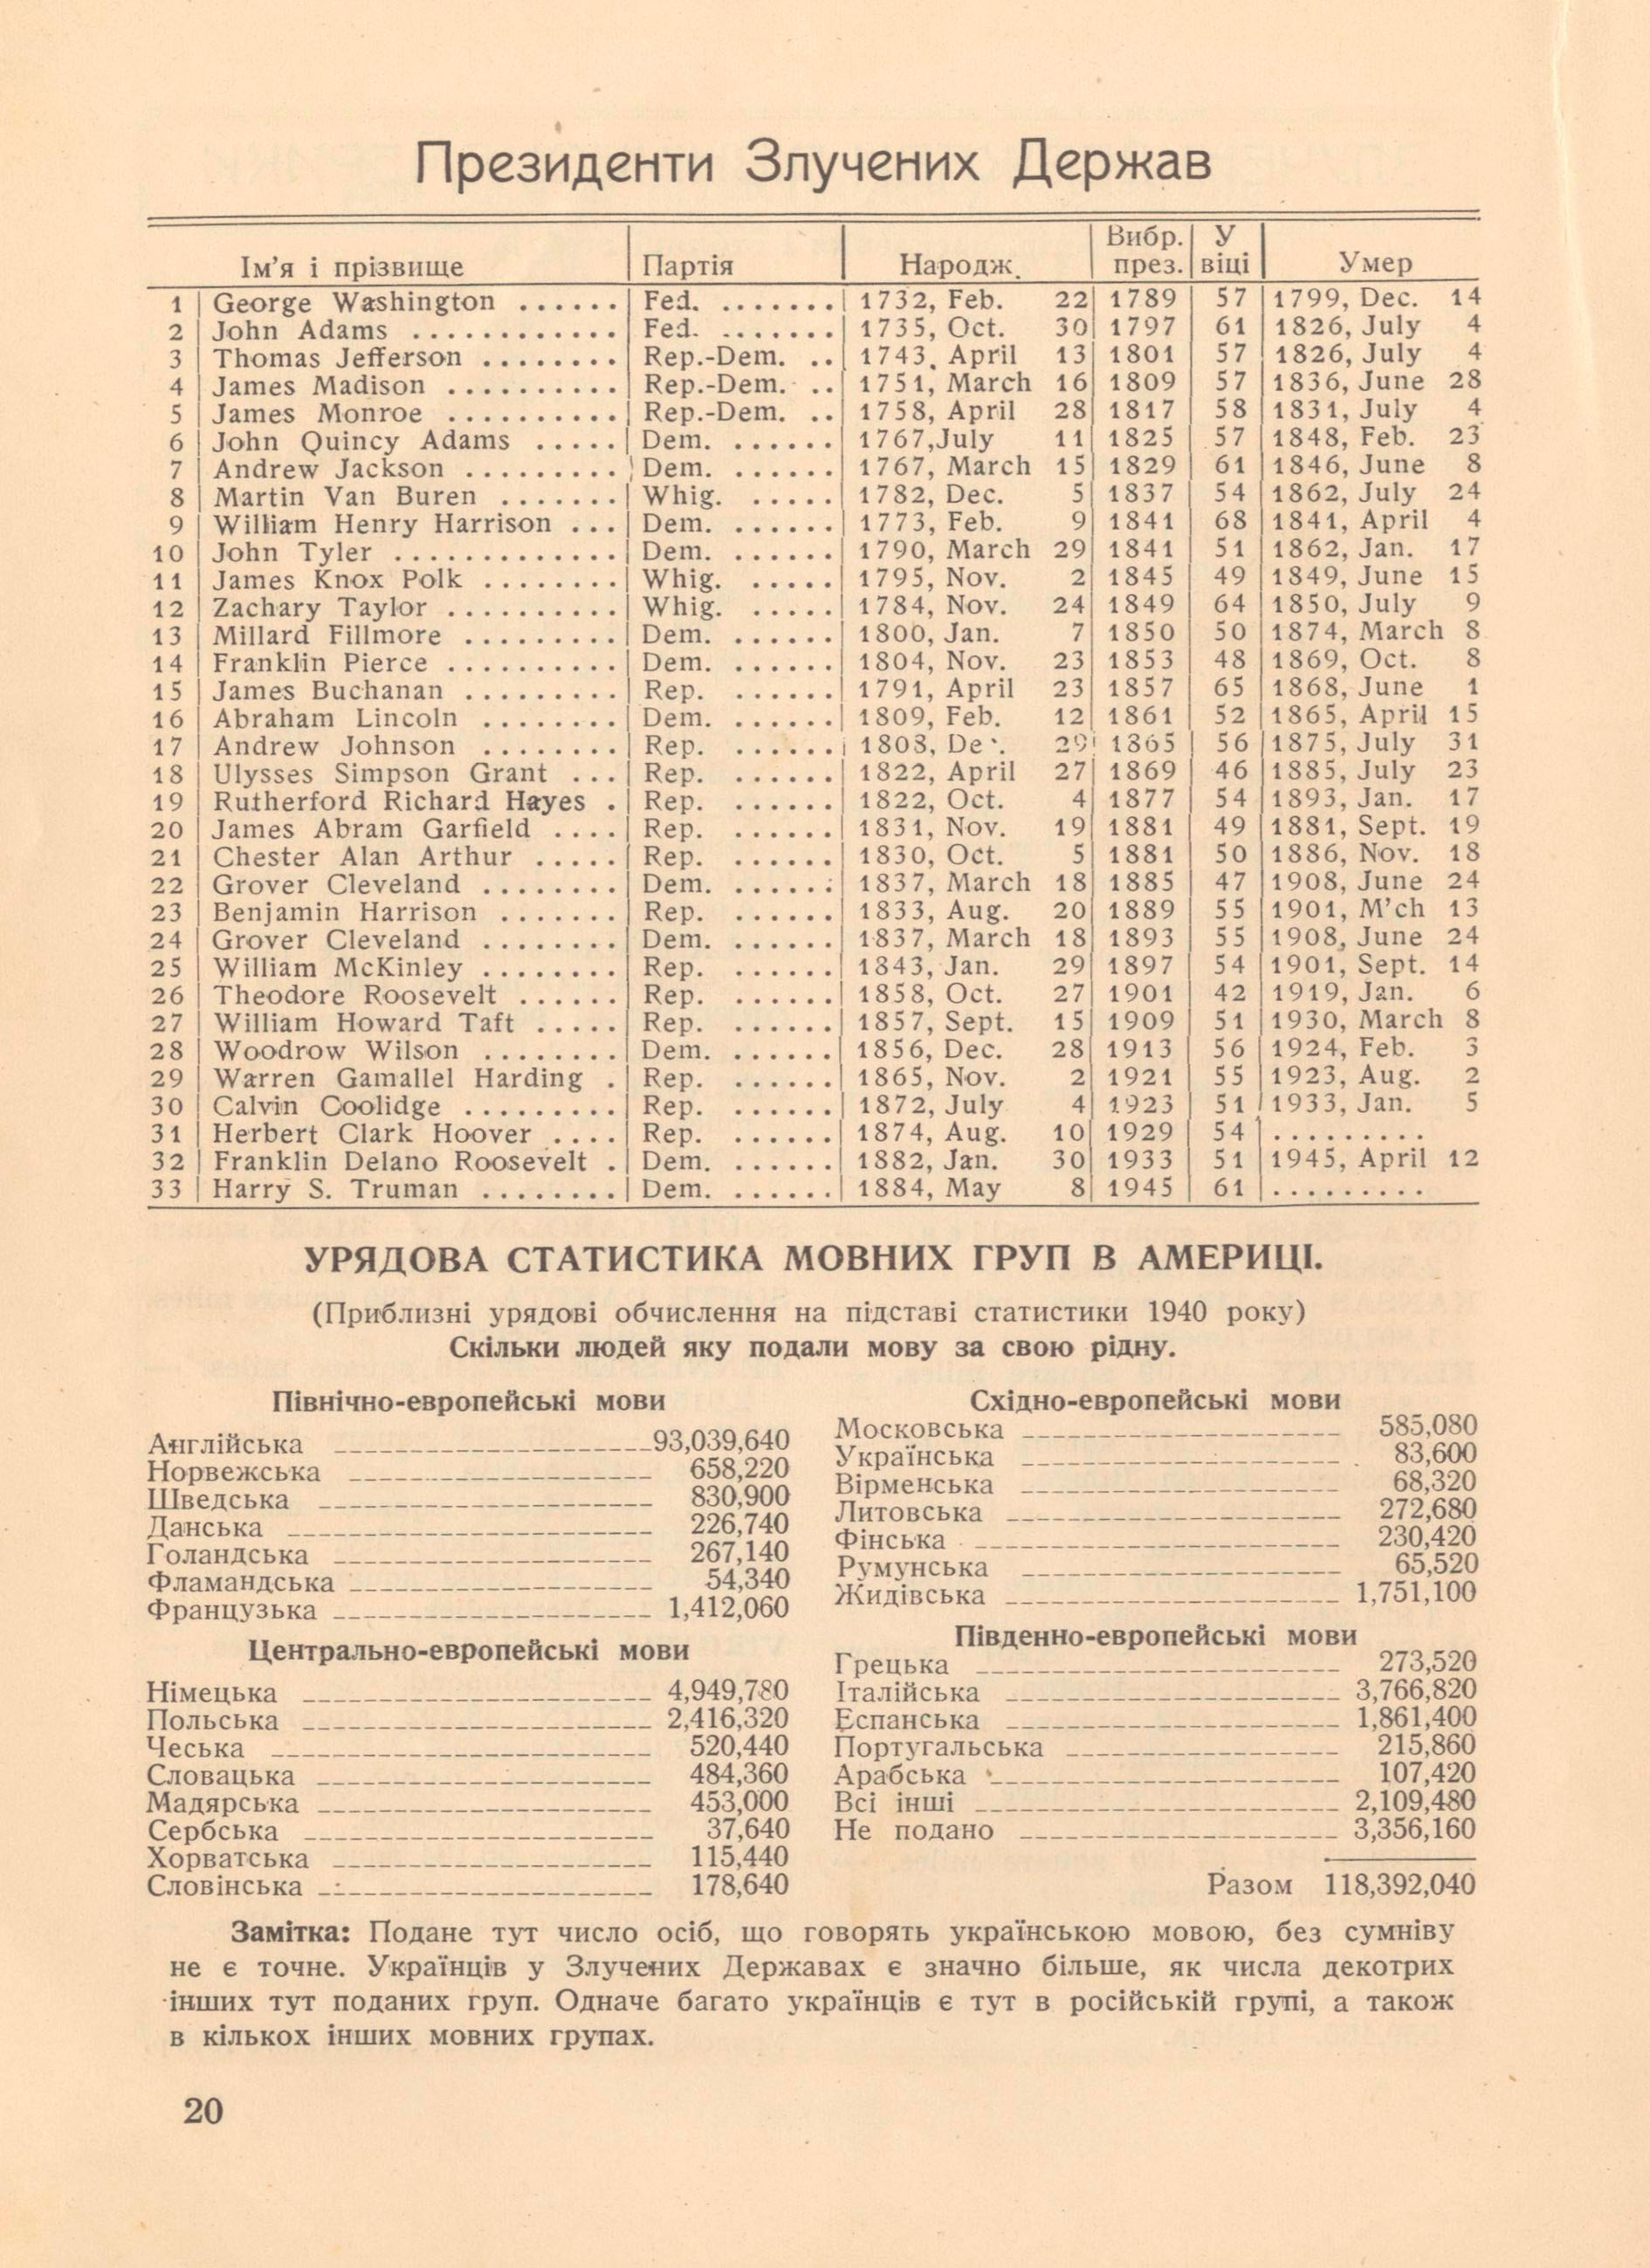 Президенти Злучених Держав
Ім'я і прізвище | Партія | Народж. | Вибр. през. | У віці | Умер
1 | George Washington ...... | Fed. ....... | 1732, Feb. 22 | 1789 | 57 | 1799, Dec. 14
2 | John Adams ............ | Fed. ....... | 1735, Oct. 30 | 1797 | 61 | 1826, July 4
3 | Thomas Jefferson ........ | Rep.-Dem. .. | 1743, April 13 | 1801 | 57 | 1826, July 4
4 | James Madison .......... | Rep.-Dem. .. | 1751, March 16 | 1809 | 57 | 1836, June 28
5 | James Monroe .......... | Rep.-Dem. .. | 1758, April 28 | 1817 | 58 | 1831, July 4
6 | John Quincy Adams ..... | Dem. ...... | 1767,July 11 | 1825 | 57 | 1848, Feb. 23
7 | Andrew Jackson ......... | Dem. ...... | 1767, March 15 | 1829 | 61 | 1846, June 8
8 | Martin Van Buren ....... | Whig. ..... | 1782, Dec. 5 | 1837 | 54 | 1862, July 24
9 | William Henry Harrison ... | Dem. ...... | 1773, Feb. 9 | 1841 | 68 | 1841, April 4
10 | John Tyler ............. | Dem. ...... | 1790, March 29 | 1841 | 51 | 1862, Jan. 17
11 | James Knox Polk ........ | Whig. ..... | 1795, Nov. 2 | 1845 | 49 | 1849, June 15
12 | Zachary Taylor .......... | Whig. ..... | 1784, Nov. 24 | 1849 | 64 | 1850, July 9
13 | Millard Fillmore ......... | Dem. ...... | 1800, Jan. 7 | 1850 | 50 | 1874, March 8
14 | Franklin Pierce .......... | Dem. ...... | 1804, Nov. 23 | 1853 | 48 | 1869, Oct. 8
15 | James Buchanan ......... | Rep. ...... | 1791, April 23 | 1857 | 65 | 1868, June 1
16 | Abraham Lincoln ........ | Dem. ...... | 1809, Feb. 12 | 1861 | 52 | 1865, April 15
17 | Andrew Johnson ........ | Rep. ...... | 1808, 29 | 1865 | 56 | 1875, July 31
18 | Ulysses Simpson Grant ... | Rep. ...... | 1822, April 27 | 1869 | 46 | 1885, July 23
19 | Rutherford Richard Hayes . | Rep. ...... | 1822, Oct. 4 | 1877 | 54 | 1893, Jan. 17
20 | James Abram Garfield .... | Rep. ...... | 1831, Nov. 19 | 1881 | 49 | 1881, Sept. 19
21 | Chester Alan Arthur ..... | Rep. ...... | 1830, Oct. 5 | 1881 | 50 | 1886, Nov. 18
22 | Grover Cleveland ........ | Dem. ...... | 1837, March 18 | 1885 | 47 | 1908, June 24
23 | Benjamin Harrison ....... | Rep. ...... | 1833, Aug. 20 | 1889 | 55 | 1901, M'ch 13
24 | Grover Cleveland ........ | Dem. ...... | 1837, March 18 | 1893 | 55 | 1908, June 24
25 | William McKinley ........ | Rep. ...... | 1843, Jan. 29 | 1897 | 54 | 1901, Sept. 14
26 | Theodore Roosevelt ...... | Rep. ...... | 1858, Oct. 27 | 1901 | 42 | 1919, Jan. 6
27 | William Howard Taft ..... | Rep. ...... | 1857, Sept. 15 | 1909 | 51 | 1930, March 8
28 | Woodrow Wilson ........ | Dem. ...... | 1856, Dec. 28 | 1913 | 56 | 1924, Feb. 3
29 | Warren Gamallel Harding . | Rep. ...... | 1865, Nov. 2 | 1921 | 55 | 1923, Aug. 2
30 | Calvin Coolidge ......... | Rep. ...... | 1872, July 4 | 1923 | 51 | 1933, Jan. 5
31 | Herbert Clark Hoover .... | Rep. ...... | 1874, Aug. 10 | 1929 | 54 | .........
32 | Franklin Delano Roosevelt . | Dem. ...... | 1882, Jan. 30 | 1933 | 51 | 1945, April 12
33 | Harry S. Truman ........ | Dem. ...... | 1884, May 8 | 1945 | 61 | .........
УРЯДОВА СТАТИСТИКА МОВНИХ ГРУП В АМЕРИЦІ.
(Приблизні урядові обчислення на підставі статистики 1940 року)
Скільки людей яку подали мову за свою рідну.
Північно-европейські мови
Англійська 93,039,640
Норвежська 658,220
Шведська 830,900
Данська 226,740
Голандська 267,140
Фламандська 54,340
Французька 1,412,060
Центрально-европейські мови
Німецька 4,949,780
Польська 2,416,320
Чеська 520,440
Словацька 484,360
Мадярська 453,000
Сербська 37,640
Хорватська 115,440
Словінська 178,640
Східно-европейські мови
Московська 585,080
Українська 83,600
Вірменська 68,320
Литовська 272,680
Фінська 230,420
Румунська 65,520
Жидівська 1,751,100
Південно-европейські мови
Грецька 273,520
Італійська 3,766,820
Еспанська 1,861,400
Португальська 215,860
Арабська 107,420
Всі інші 2,109,480
Не подано 3,356,160
Разом 118,392,040
Замітка: Подане тут число осіб, що говорять українською мовою, без сумніву
не є точне. Українців у Злучених Державах є значно більше, як числа декотрих
інших тут поданих груп. Одначе багато українців є тут в російській групі, а також
в кількох інших мовних групах.
20